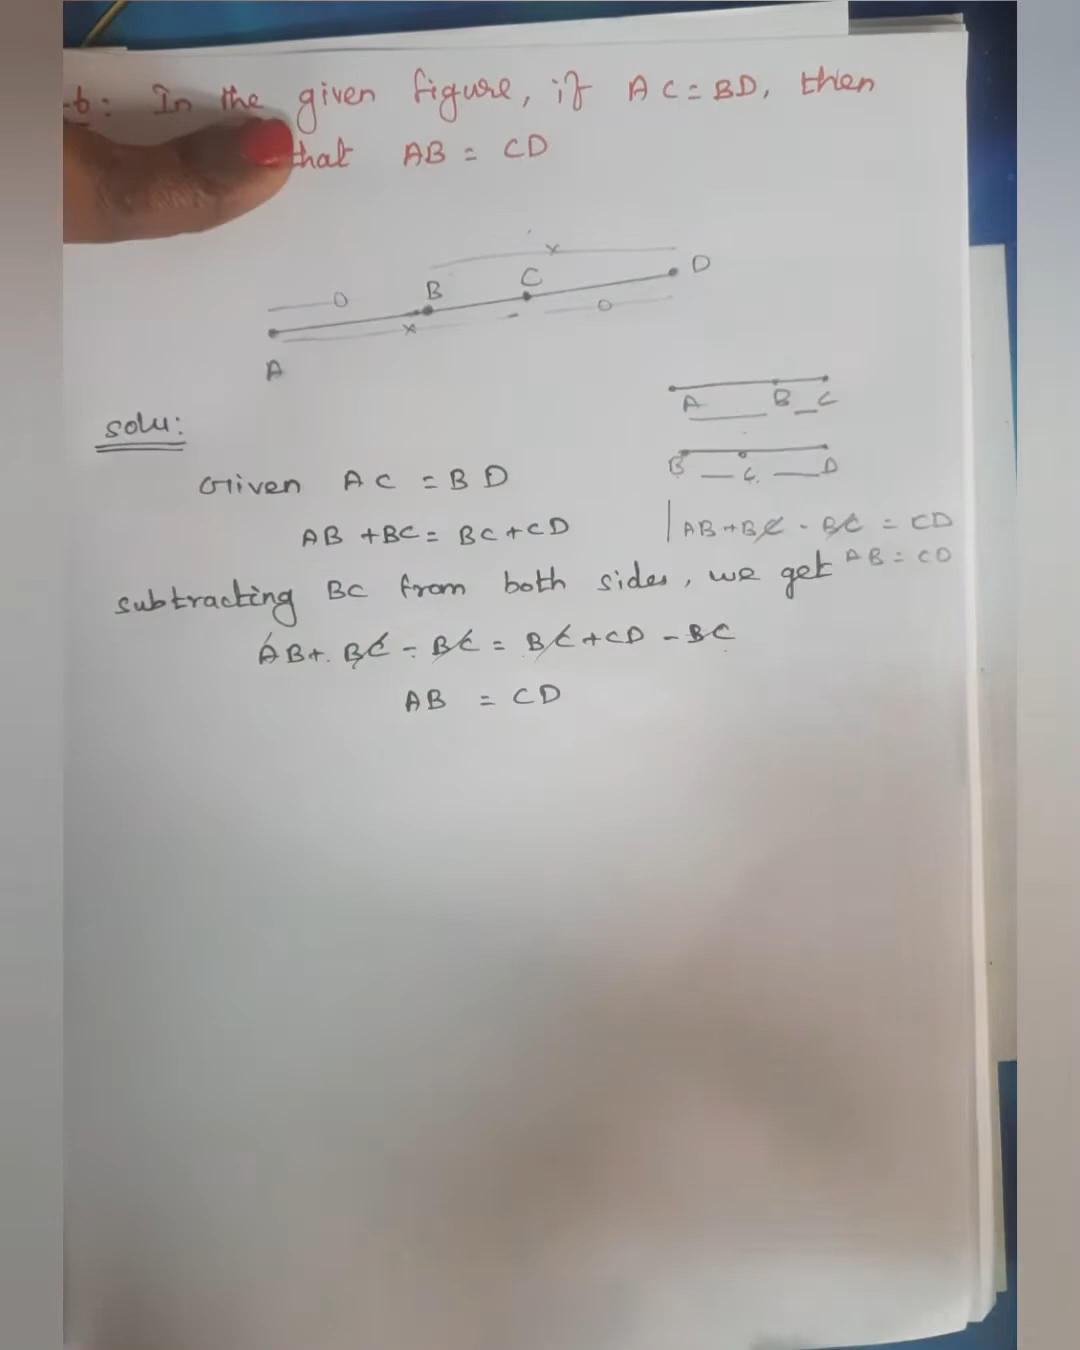 6: In the given figure, if AC = BD, then
that AB = CD
x
D
C
B
O
O
x
A
A B C
solu:
B C D
Given AC = BD
AB + BC = BC + CD
AB + BC - BC = CD
AB = CD
subtracting BC from both sides, we get
AB + BC - BC = BC + CD - BC
AB = CD